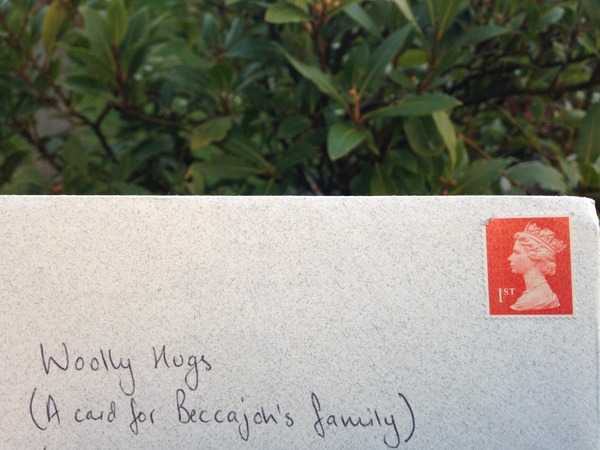 1ST
Woolly Hugs
(A card for Beccajoh's family)